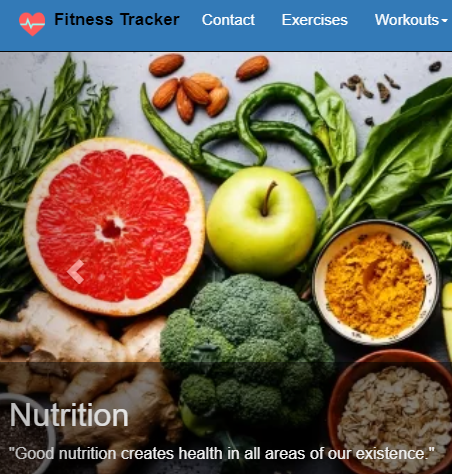 Fitness Tracker Contact Exercises Workouts
Nutrition
"Good nutrition creates health in all areas of our existence."